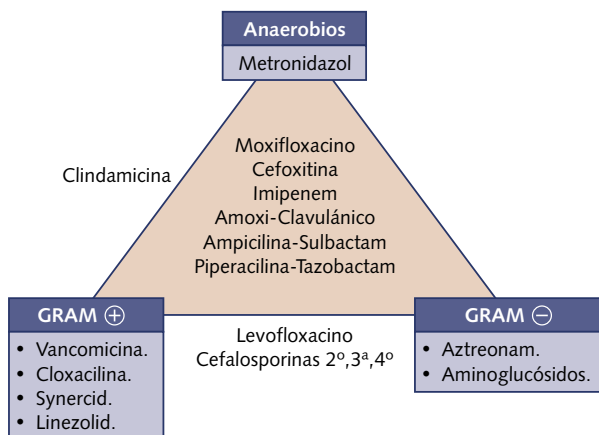 Anaerobios
Metronidazol
Clindamicina
Moxifloxacino
Cefoxitina
Imipenem
Amoxi-Clavulánico
Ampicilina-Sulbactam
Piperacilina-Tazobactam
GRAM ⊕
• Vancomicina.
• Cloxacilina.
• Synercid.
• Linezolid.
Levofloxacino
Cefalosporinas 2º,3ª,4º
GRAM ⊖
• Aztreonam.
• Aminoglucósidos.